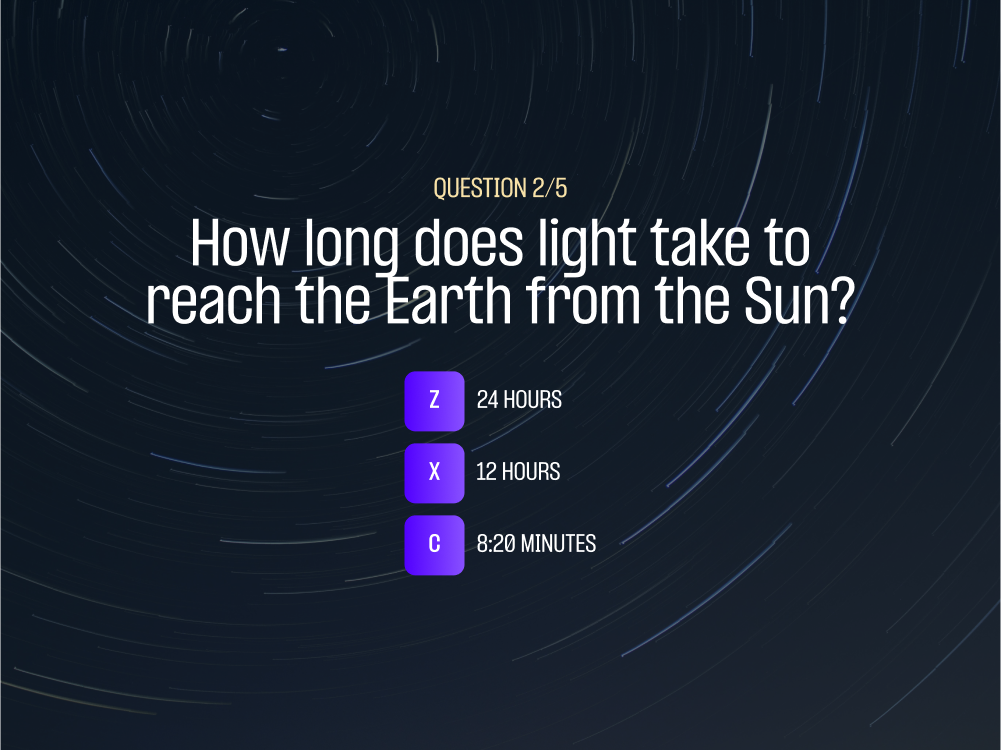 QUESTION 2/5
How long does light take to
reach the Earth from the Sun?
Z 24 HOURS
X 12 HOURS
C 8:20 MINUTES